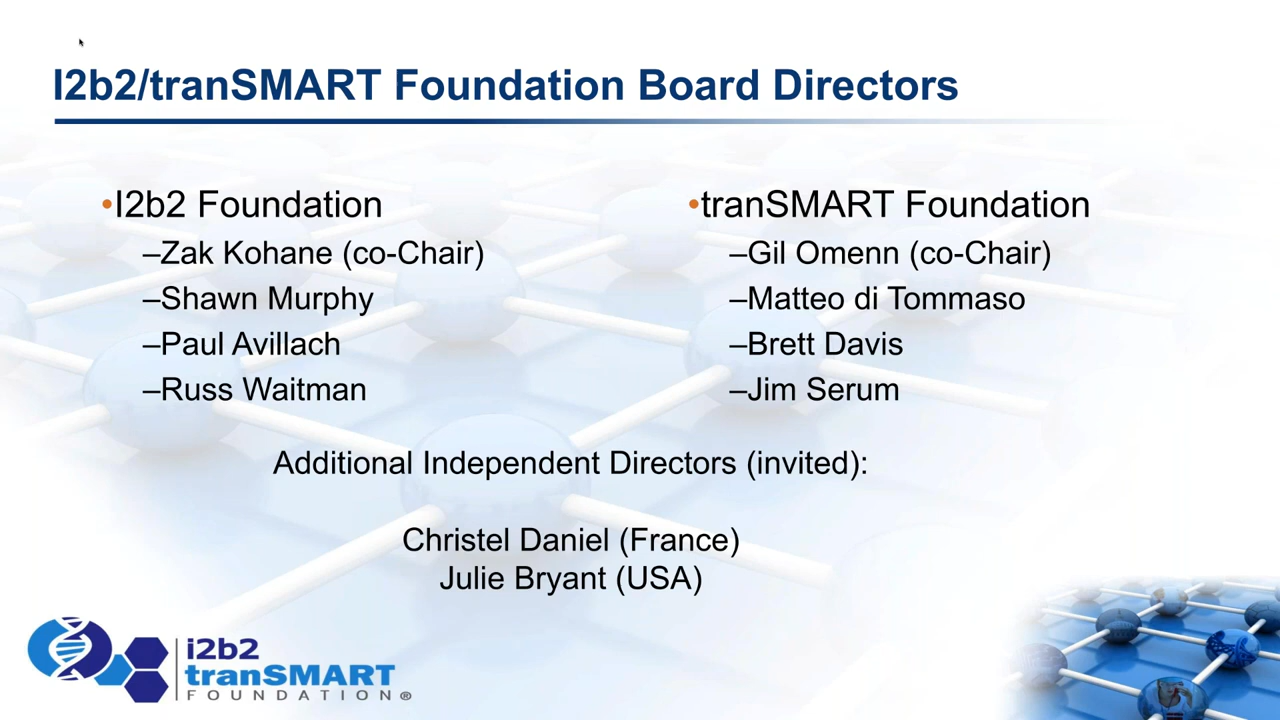 I2b2/tranSMART Foundation Board Directors
•I2b2 Foundation
–Zak Kohane (co-Chair)
–Shawn Murphy
–Paul Avillach
–Russ Waitman
•tranSMART Foundation
–Gil Omenn (co-Chair)
–Matteo di Tommaso
–Brett Davis
–Jim Serum
Additional Independent Directors (invited):
Christel Daniel (France)
Julie Bryant (USA)
i2b2
tranSMART
FOUNDATION®